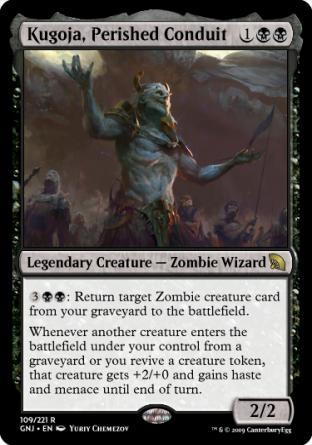 Kugoja, Perished Conduit 1
Legendary Creature — Zombie Wizard
3: Return target Zombie creature card
from your graveyard to the battlefield.
Whenever another creature enters the
battlefield under your control from a
graveyard or you revive a creature token,
that creature gets +2/+0 and gains haste
and menace until end of turn.
2/2
109/221 R
GNJ • EN Yuriy Chemezov
™ & © 2019 CanterburyEgg